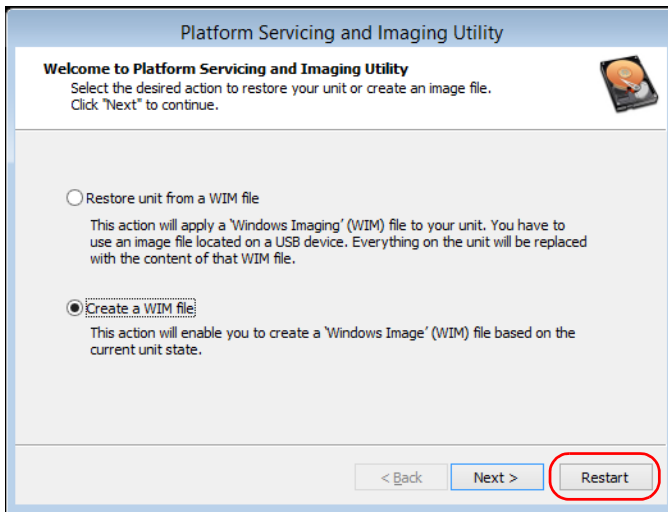 Platform Servicing and Imaging Utility
Welcome to Platform Servicing and Imaging Utility
Select the desired action to restore your unit or create an image file.
Click "Next" to continue.
Restore unit from a WIM file
This action will apply a 'Windows Imaging' (WIM) file to your unit. You have to
use an image file located on a USB device. Everything on the unit will be replaced
with the content of that WIM file.
Create a WIM file
This action will enable you to create a 'Windows Image' (WIM) file based on the
current unit state.
< Back Next > Restart